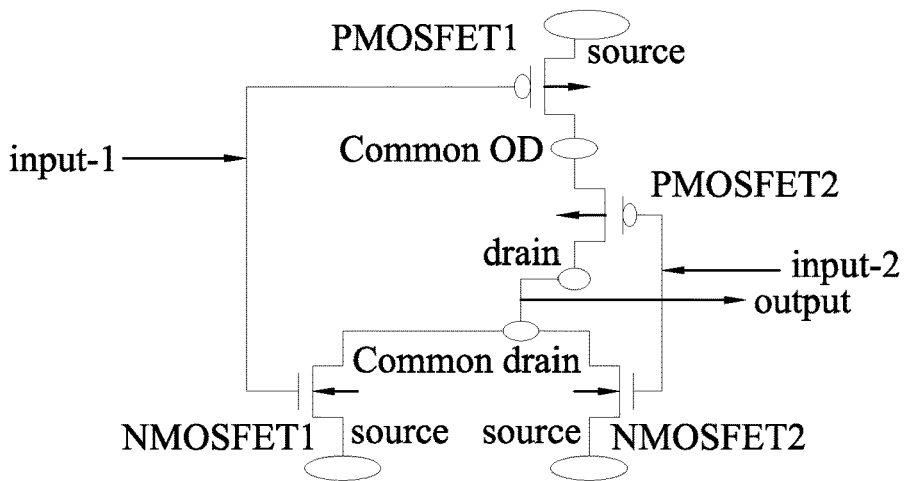 PMOSFET1
source
input-1
Common OD
PMOSFET2
drain
input-2
output
Common drain
NMOSFET1
source
source
NMOSFET2